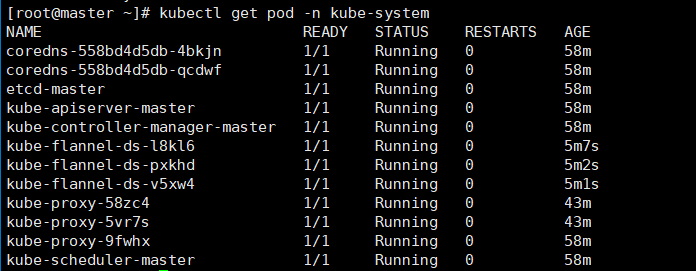 [root@master ~]# kubectl get pod -n kube-system
NAME READY STATUS RESTARTS AGE
coredns-558bd4d5db-4bkjn 1/1 Running 0 58m
coredns-558bd4d5db-qcdwf 1/1 Running 0 58m
etcd-master 1/1 Running 0 58m
kube-apiserver-master 1/1 Running 0 58m
kube-controller-manager-master 1/1 Running 0 58m
kube-flannel-ds-l8kl6 1/1 Running 0 5m7s
kube-flannel-ds-pxkhd 1/1 Running 0 5m2s
kube-flannel-ds-v5xw4 1/1 Running 0 5m1s
kube-proxy-58zc4 1/1 Running 0 43m
kube-proxy-5vr7s 1/1 Running 0 43m
kube-proxy-9fwhx 1/1 Running 0 58m
kube-scheduler-master 1/1 Running 0 58m